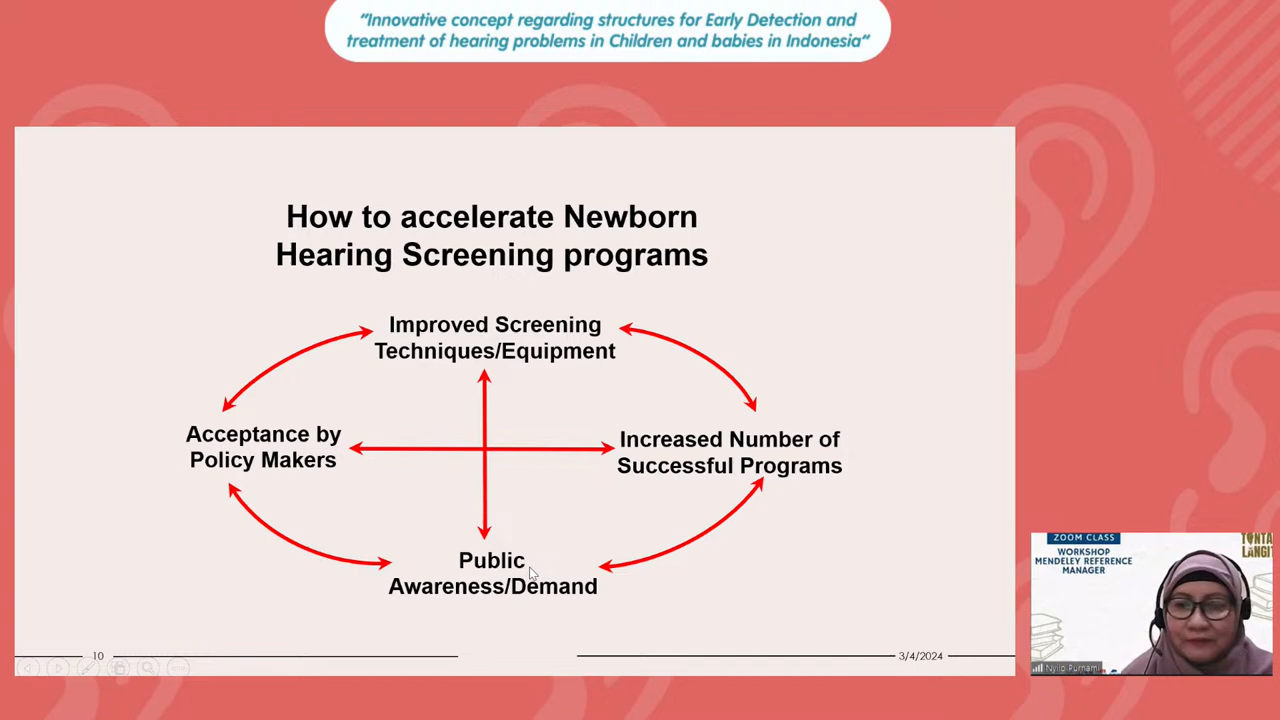 “Innovative concept regarding structures for Early Detection and
treatment of hearing problems in Children and babies in Indonesia“
How to accelerate Newborn
Hearing Screening programs
Improved Screening
Techniques/Equipment
Acceptance by
Policy Makers
Increased Number of
Successful Programs
Public
Awareness/Demand
10
3/4/2024
ZOOM CLASS
WORKSHOP
MENDELEY REFERENCE
MANAGER
Nyilo Purnami